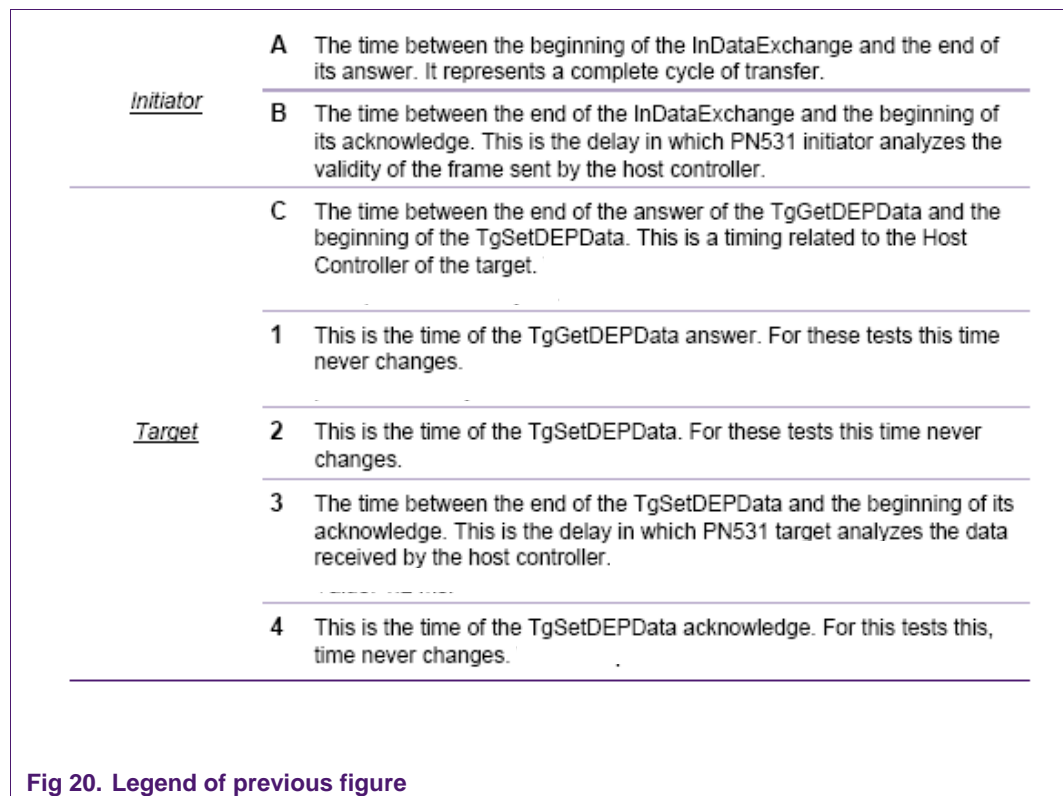 A The time between the beginning of the InDataExchange and the end of
its answer. It represents a complete cycle of transfer.
Initiator
B The time between the end of the InDataExchange and the beginning of
its acknowledge. This is the delay in which PN531 initiator analyzes the
validity of the frame sent by the host controller.
C The time between the end of the answer of the TgGetDEPData and the
beginning of the TgSetDEPData. This is a timing related to the Host
Controller of the target.
1 This is the time of the TgGetDEPData answer. For these tests this time
never changes.
Target
2 This is the time of the TgSetDEPData. For these tests this time never
changes.
3 The time between the end of the TgSetDEPData and the beginning of its
acknowledge. This is the delay in which PN531 target analyzes the data
received by the host controller.
4 This is the time of the TgSetDEPData acknowledge. For this tests this,
time never changes.
Fig 20. Legend of previous figure